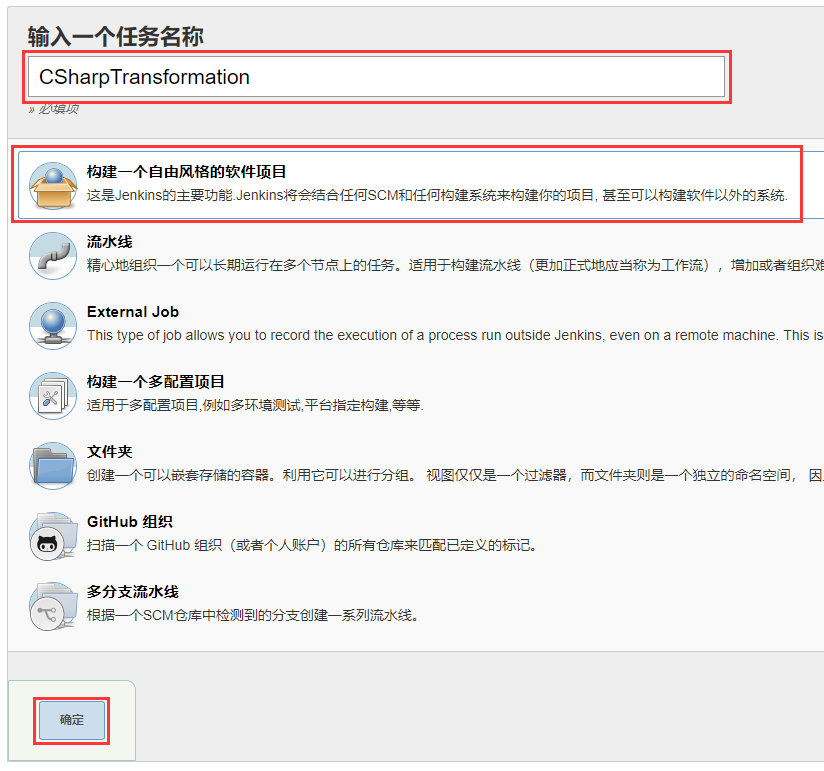 输入一个任务名称
CSharpTransformation
» 必填项
构建一个自由风格的软件项目
这是Jenkins的主要功能.Jenkins将会结合任何SCM和任何构建系统来构建你的项目, 甚至可以构建软件以外的系统.
流水线
精心地组织一个可以长期运行在多个节点上的任务。适用于构建流水线（更加正式地应当称为工作流），增加或者组织难
External Job
This type of job allows you to record the execution of a process run outside Jenkins, even on a remote machine. This is
构建一个多配置项目
适用于多配置项目,例如多环境测试,平台指定构建,等等.
文件夹
创建一个可以嵌套存储的容器。利用它可以进行分组。 视图仅仅是一个过滤器，而文件夹则是一个独立的命名空间， 因
GitHub 组织
扫描一个 GitHub 组织（或者个人账户）的所有仓库来匹配已定义的标记。
多分支流水线
根据一个SCM仓库中检测到的分支创建一系列流水线。
确定